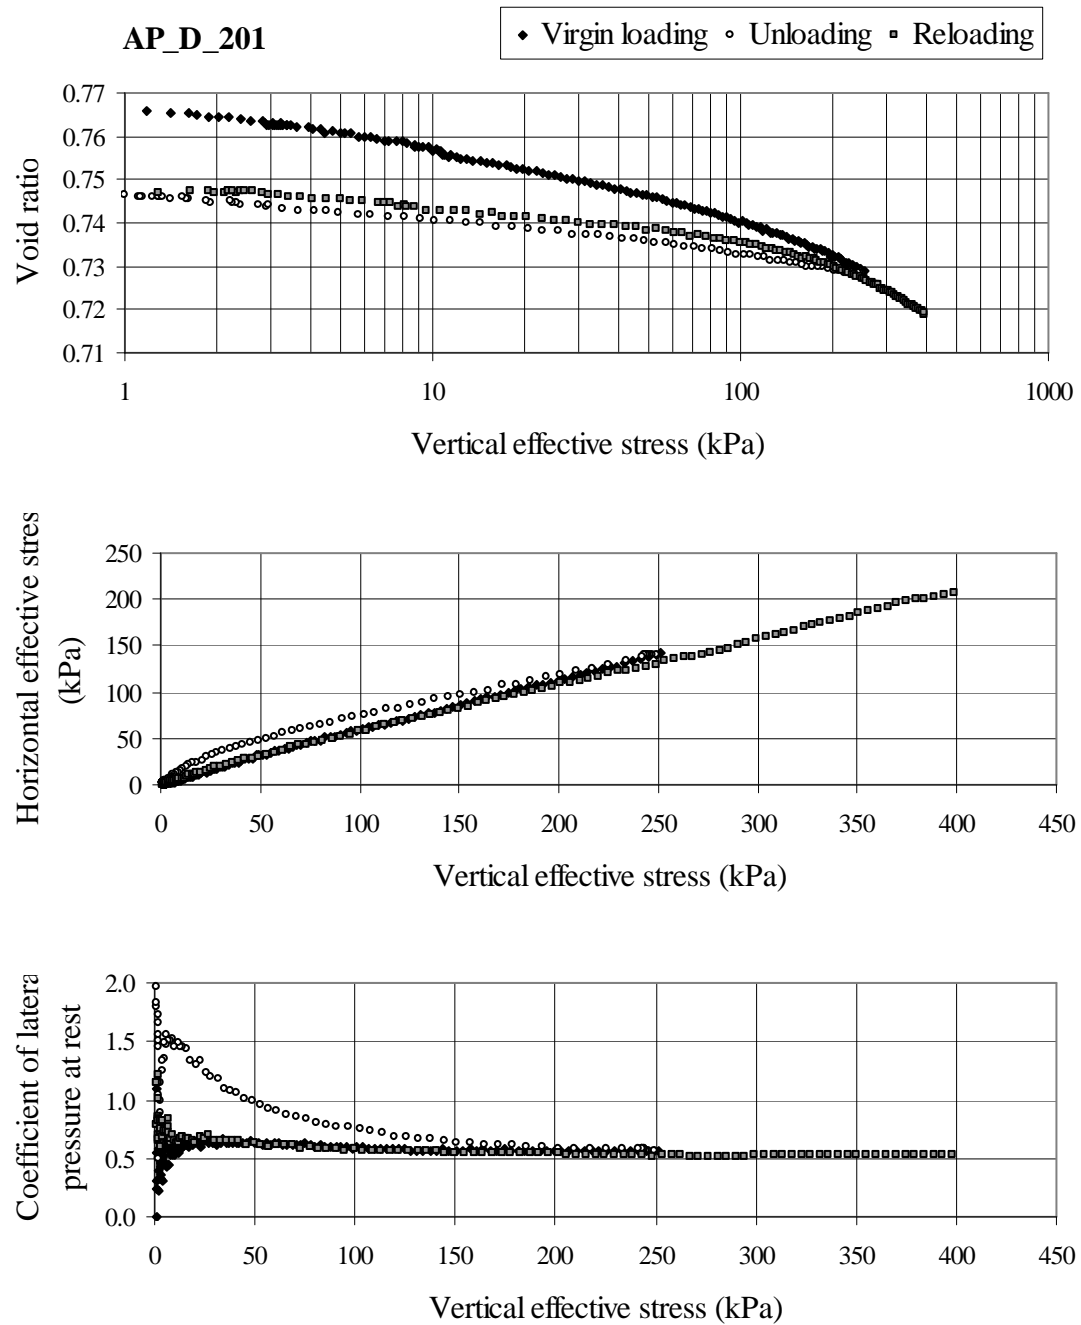 AP_D_201
Virgin loading Unloading Reloading
Void ratio
0.77
0.76
0.75
0.74
0.73
0.72
0.71
1 10 100 1000
Vertical effective stress (kPa)
Horizontal effective stres
(kPa)
250
200
150
100
50
0
0 50 100 150 200 250 300 350 400 450
Vertical effective stress (kPa)
Coefficient of latera
pressure at rest
2.0
1.5
1.0
0.5
0.0
0 50 100 150 200 250 300 350 400 450
Vertical effective stress (kPa)